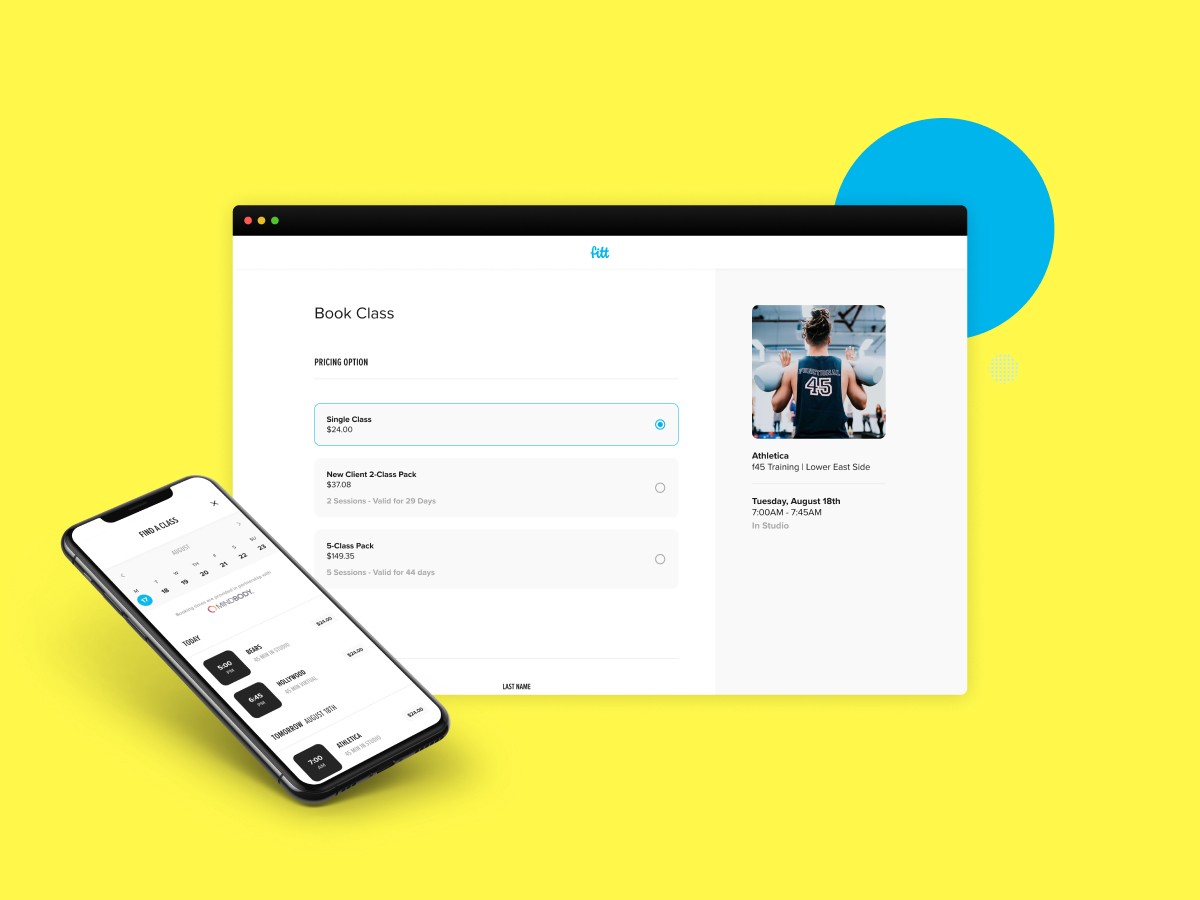 fitt
Book Class
PRICING OPTION
Single Class
$24.00
New Client 2-Class Pack
$37.08
2 Sessions - Valid for 29 Days
5-Class Pack
$149.35
5 Sessions - Valid for 44 days
LAST NAME
FUNCTIONAL
45
Athletica
f45 Training | Lower East Side
Tuesday, August 18th
7:00AM - 7:45AM
In Studio
FIND A CLASS
AUGUST
M T W TH F S SU
17 18 19 20 21 22 23
Booking times are provided in partnership with
MINDBODY
TODAY
5:00 PM
BEARS
45 MIN IN STUDIO
$24.00
6:45 PM
HOLLYWOOD
45 MIN VIRTUAL
$24.00
TOMORROW AUGUST 18TH
7:00 AM
ATHLETICA
45 MIN IN STUDIO
$24.00